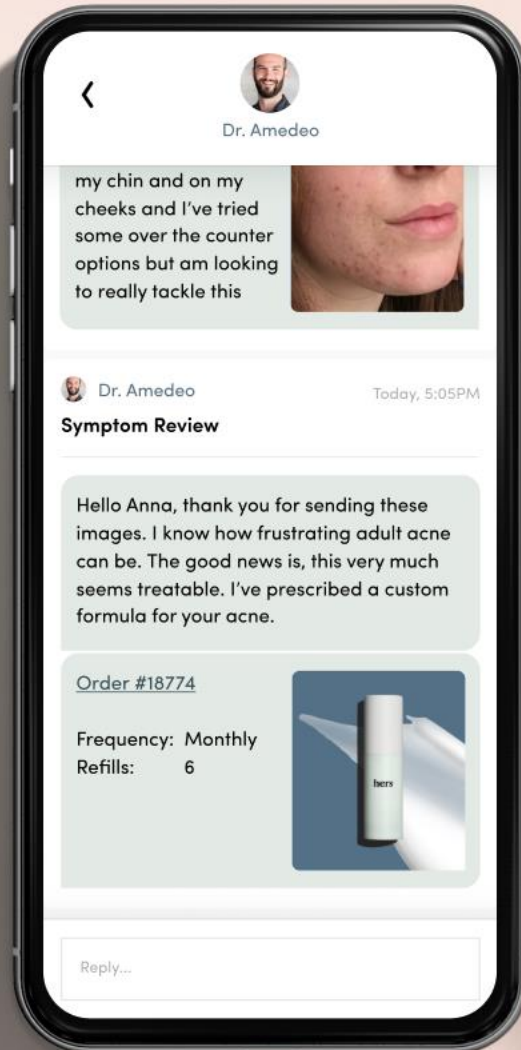 Dr. Amedeo
my chin and on my
cheeks and I've tried
some over the counter
options but am looking
to really tackle this
Dr. Amedeo
Today, 5:05PM
Symptom Review
Hello Anna, thank you for sending these
images. I know how frustrating adult acne
can be. The good news is, this very much
seems treatable. I've prescribed a custom
formula for your acne.
Order #18774
Frequency: Monthly
Refills: 6
hers
Reply...